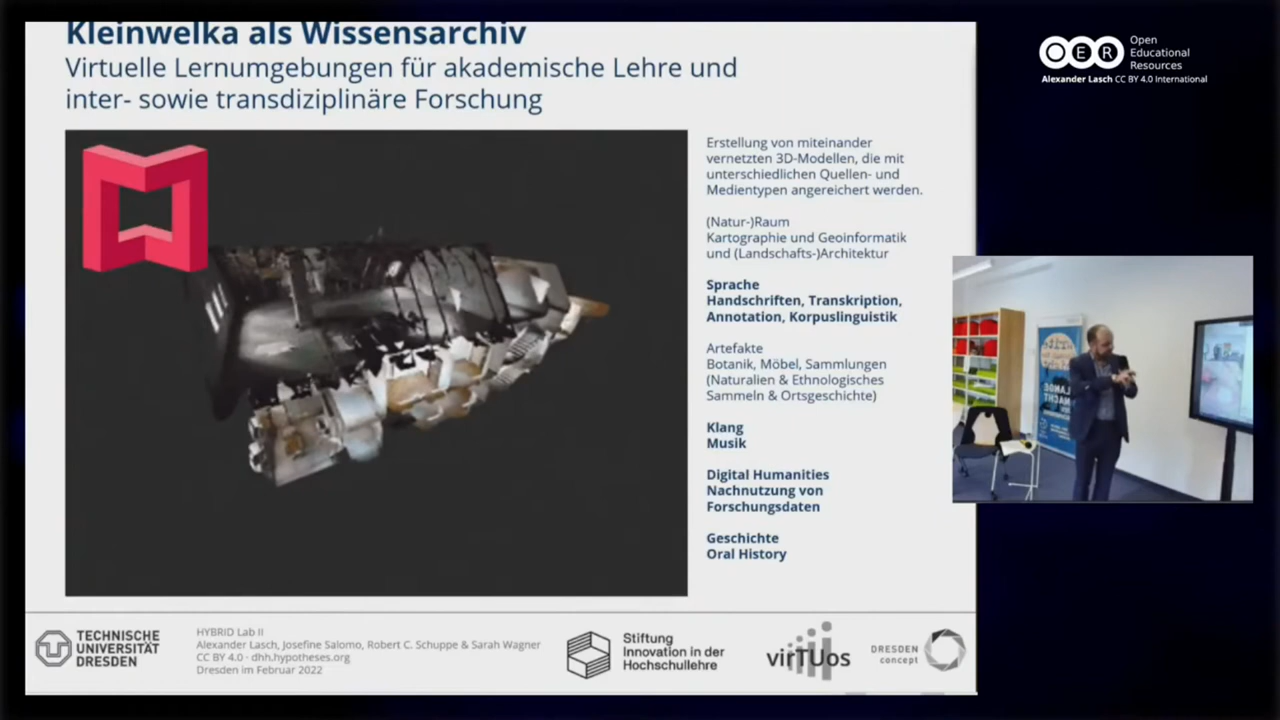 Kleinwelka als Wissensarchiv
Virtuelle Lernumgebungen für akademische Lehre und
inter- sowie transdiziplinäre Forschung
Erstellung von miteinander
vernetzten 3D-Modellen, die mit
unterschiedlichen Quellen- und
Medientypen angereichert werden.
(Natur-)Raum
Kartographie und Geoinformatik
und (Landschafts-)Architektur
Sprache
Handschriften, Transkription,
Annotation, Korpuslinguistik
Artefakte
Botanik, Möbel, Sammlungen
(Naturalien & Ethnologisches
Sammeln & Ortsgeschichte)
Klang
Musik
Digital Humanities
Nachnutzung von
Forschungsdaten
Geschichte
Oral History
TECHNISCHE
UNIVERSITÄT
DRESDEN
HYBRID Lab II
Alexander Lasch, Josefine Salomo, Robert C. Schuppe & Sarah Wagner
CC BY 4.0 · dhh.hypotheses.org
Dresden im Februar 2022
Stiftung
Innovation in der
Hochschullehre
virTUos
DRESDEN
concept
OER
Open
Educational
Resources
Alexander Lasch CC BY 4.0 International
LANGE
NACHT